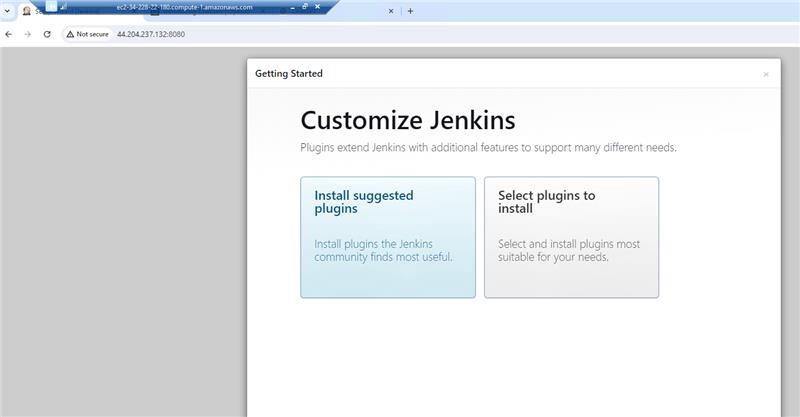 ec2-34-228-22-180.compute-1.amazonaws.com
Not secure
44.204.237.132:8080
Getting Started
Customize Jenkins
Plugins extend Jenkins with additional features to support many different needs.
Install suggested
plugins
Install plugins the Jenkins
community finds most useful.
Select plugins to
install
Select and install plugins most
suitable for your needs.